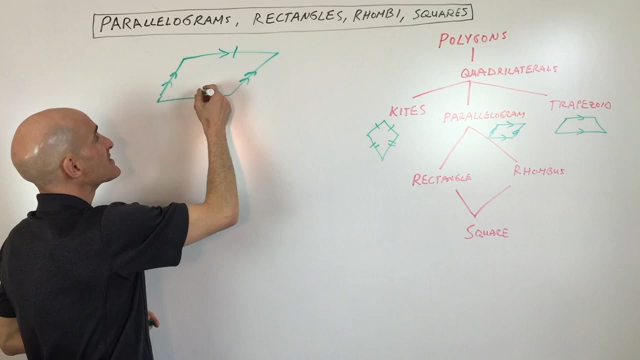 PARALLELOGRAMS, RECTANGLES, RHOMBI, SQUARES
POLYGONS
QUADRILATERALS
KITES PARALLELOGRAM TRAPEZOID
RECTANGLE RHOMBUS
SQUARE